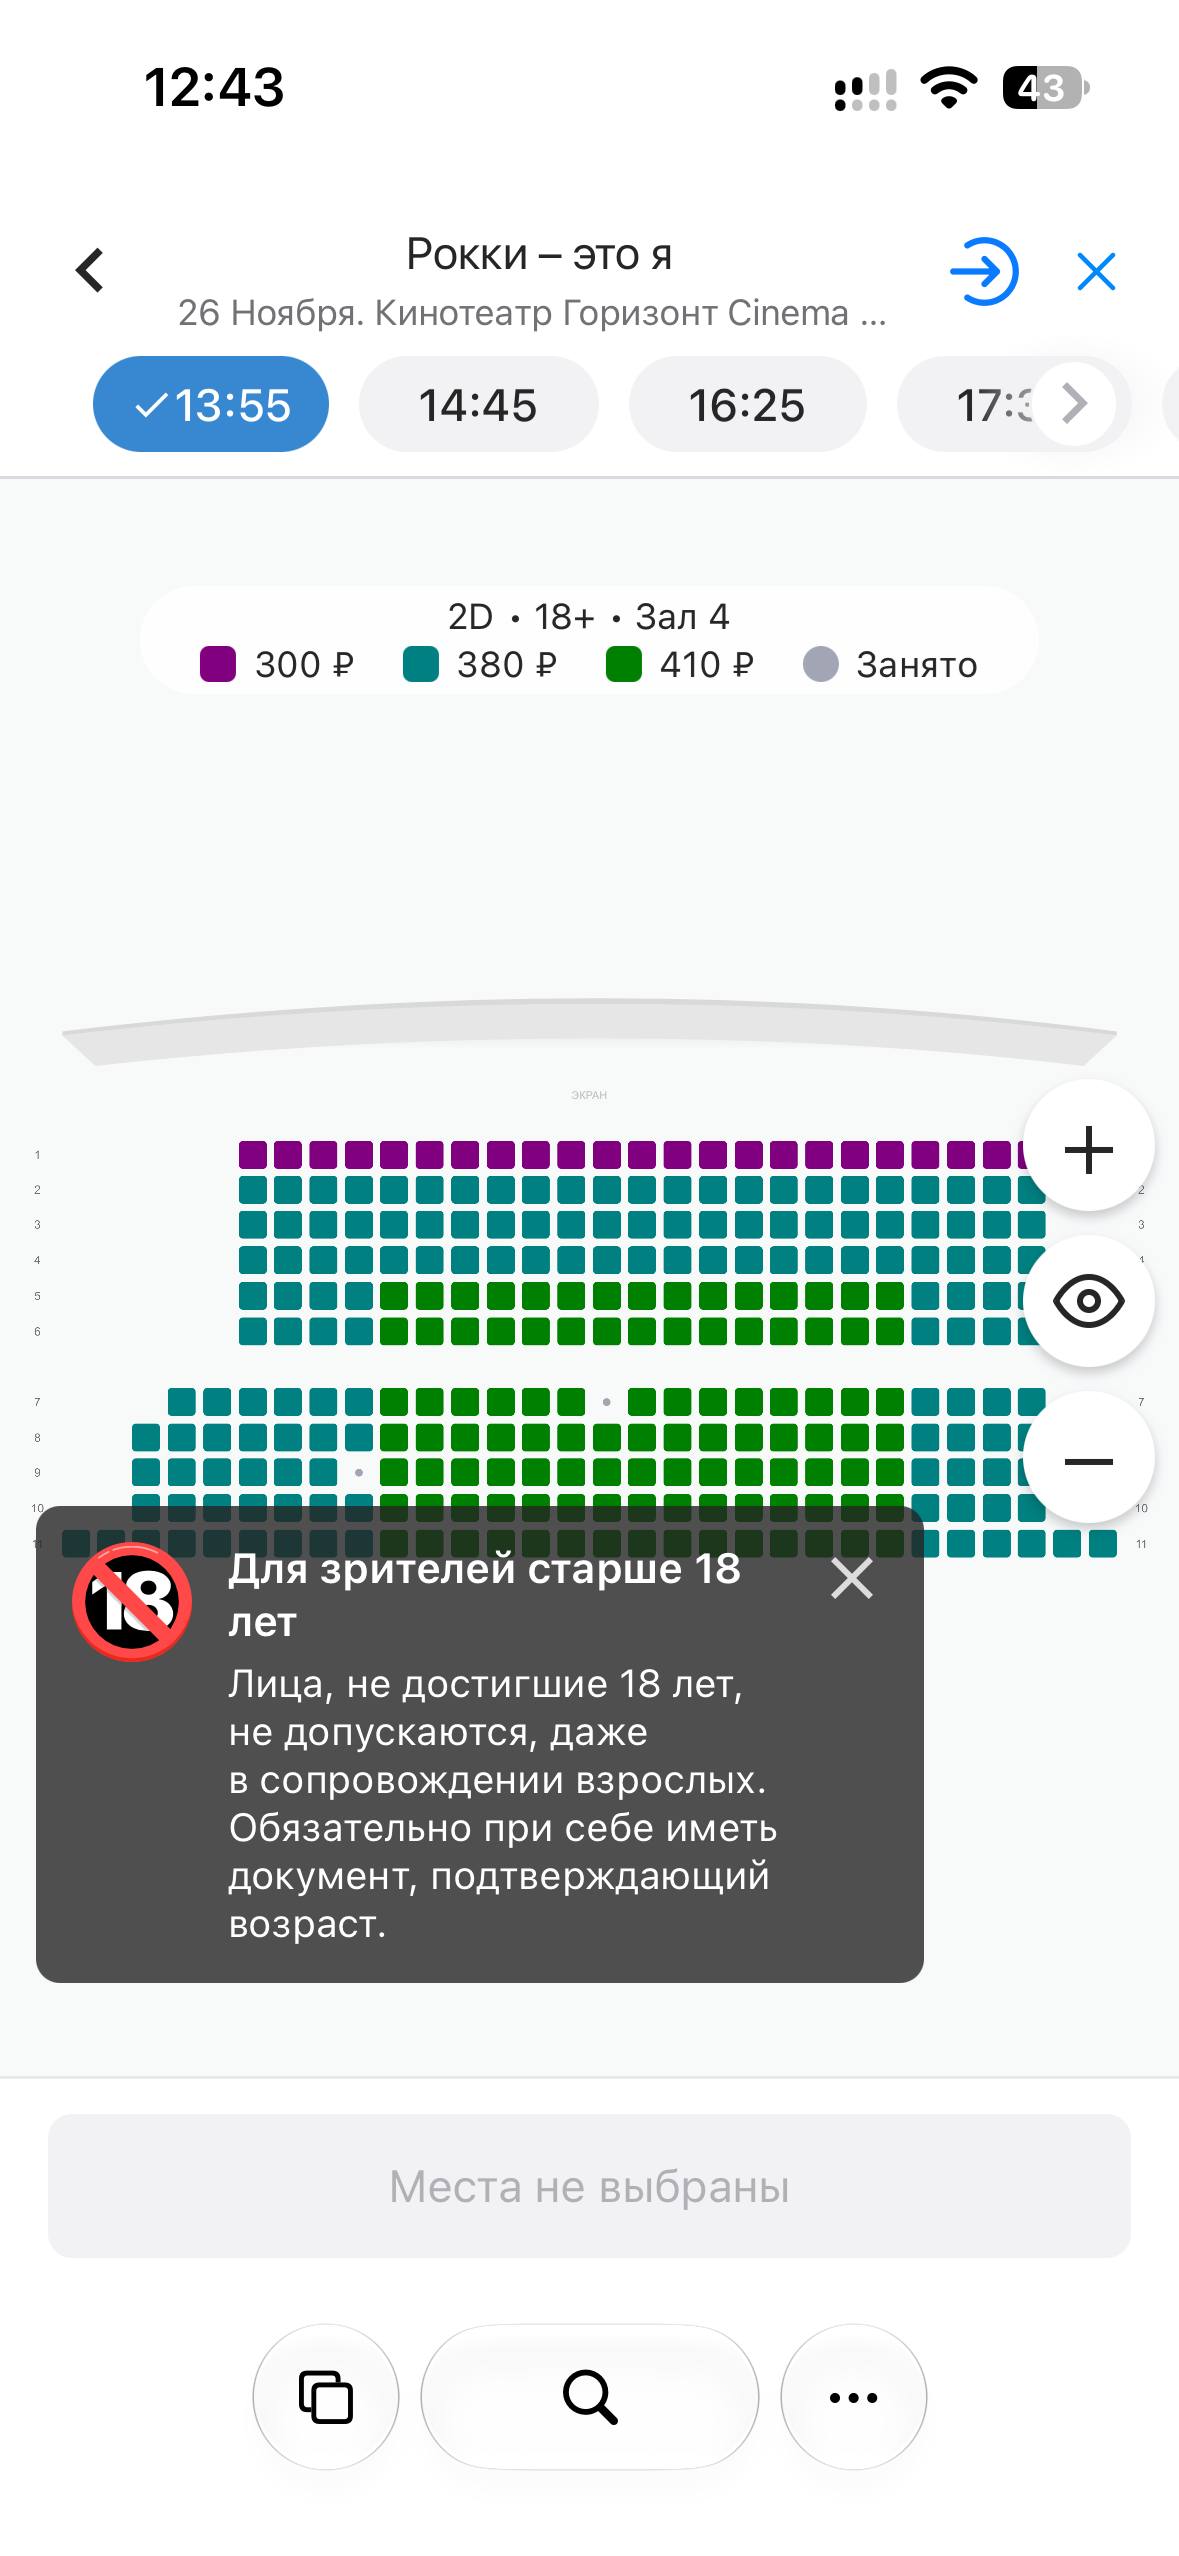 12:43
43
Рокки – это я
26 Ноября. Кинотеатр Горизонт Cinema ...
13:55
14:45
16:25
2D • 18+ • Зал 4
300 ₽
380 ₽
410 ₽
Занято
ЭКРАН
1
2
2
3
3
4
4
5
6
7
7
8
9
10
10
11
11
18
Для зрителей старше 18
лет
Лица, не достигшие 18 лет,
не допускаются, даже
в сопровождении взрослых.
Обязательно при себе иметь
документ, подтверждающий
возраст.
Места не выбраны